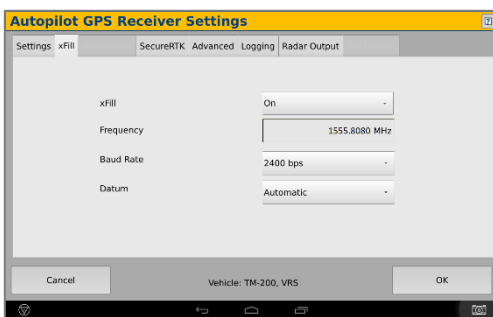 Autopilot GPS Receiver Settings
Settings xFill SecureRTK Advanced Logging Radar Output
xFill On
Frequency 1555.8080 MHz
Baud Rate 2400 bps
Datum Automatic
Cancel Vehicle: TM-200, VRS OK